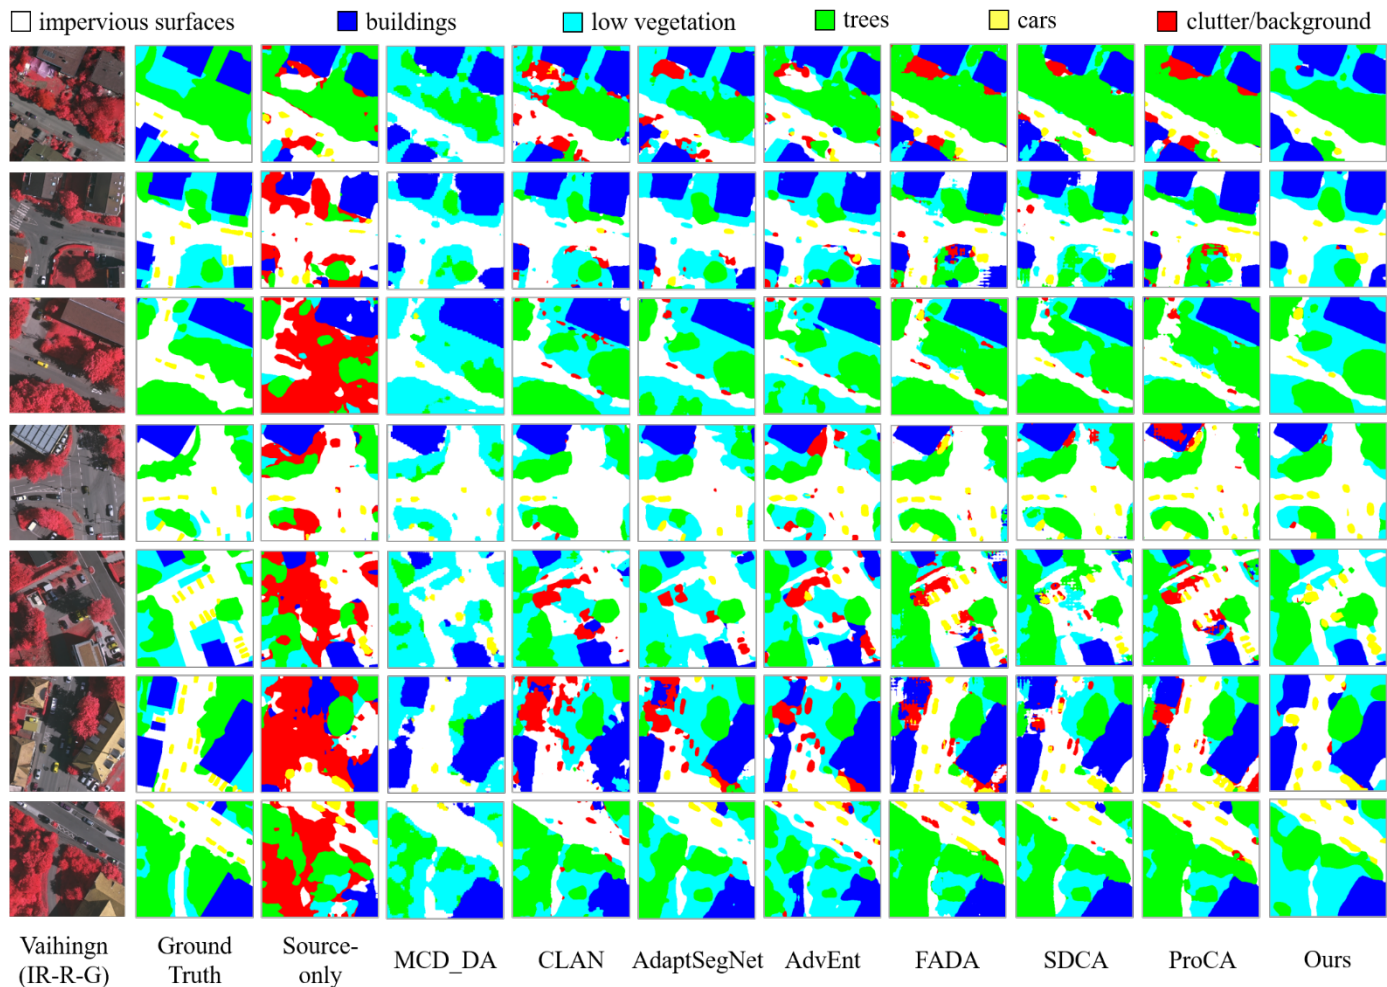 impervious surfaces buildings low vegetation trees cars clutter/background
Vaihingn Ground Source- MCD_DA CLAN AdaptSegNet AdvEnt FADA SDCA ProCA Ours
(IR-R-G) Truth only